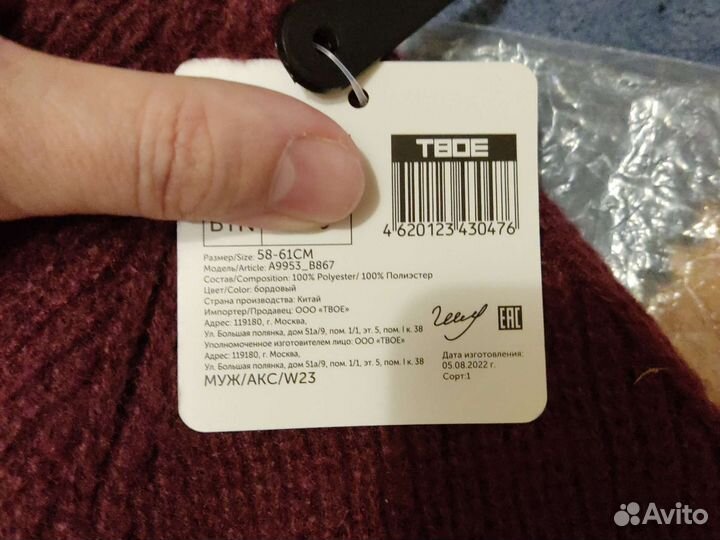 ТВОЕ
4 620123 430476
Размер/Size: 58-61СМ
Модель/Article: A9953_B867
Состав/Composition: 100% Polyester/ 100% Полиэстер
Цвет/Color: бордовый
Страна производства: Китай
Импортер/Продавец: ООО «ТВОЕ»
Адрес: 119180, г. Москва,
Ул. Большая полянка, дом 51а/9, пом. 1/1, эт. 5, пом. I к. 38
Уполномоченное изготовителем лицо: ООО «ТВОЕ»
Адрес: 119180, г. Москва,
Ул. Большая полянка, дом 51а/9, пом. 1/1, эт. 5, пом. I к. 38
МУЖ/АКС/W23
EAC
Дата изготовления:
05.08.2022 г.
Сорт:1
Avito